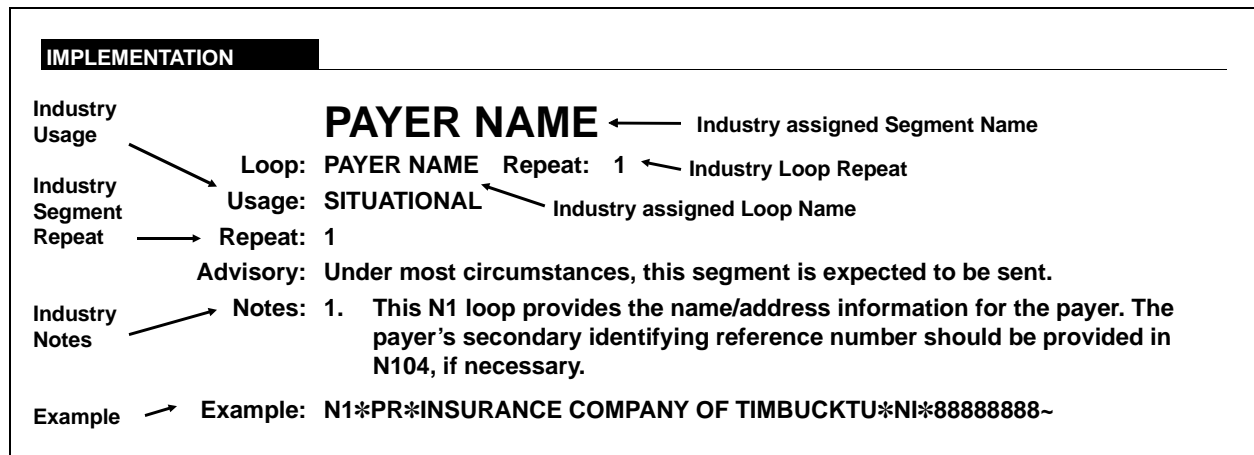 IMPLEMENTATION
Industry
Usage
PAYER NAME
Industry assigned Segment Name
Loop: PAYER NAME Repeat: 1
Industry Loop Repeat
Industry
Segment
Repeat
Usage: SITUATIONAL
Industry assigned Loop Name
Repeat: 1
Advisory: Under most circumstances, this segment is expected to be sent.
Industry
Notes
Notes: 1. This N1 loop provides the name/address information for the payer. The
payer’s secondary identifying reference number should be provided in
N104, if necessary.
Example
Example: N1✽PR✽INSURANCE COMPANY OF TIMBUCKTU✽NI✽88888888~